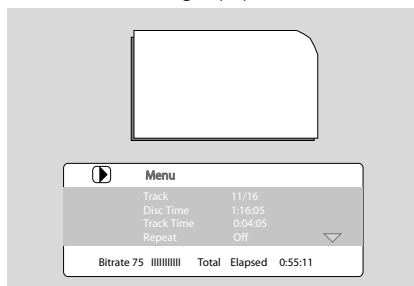 Menu
Track 11/16
Disc Time 1:16:05
Track Time 0:04:05
Repeat Off
Bitrate 75 IIIIIIIIIII Total Elapsed 0:55:11